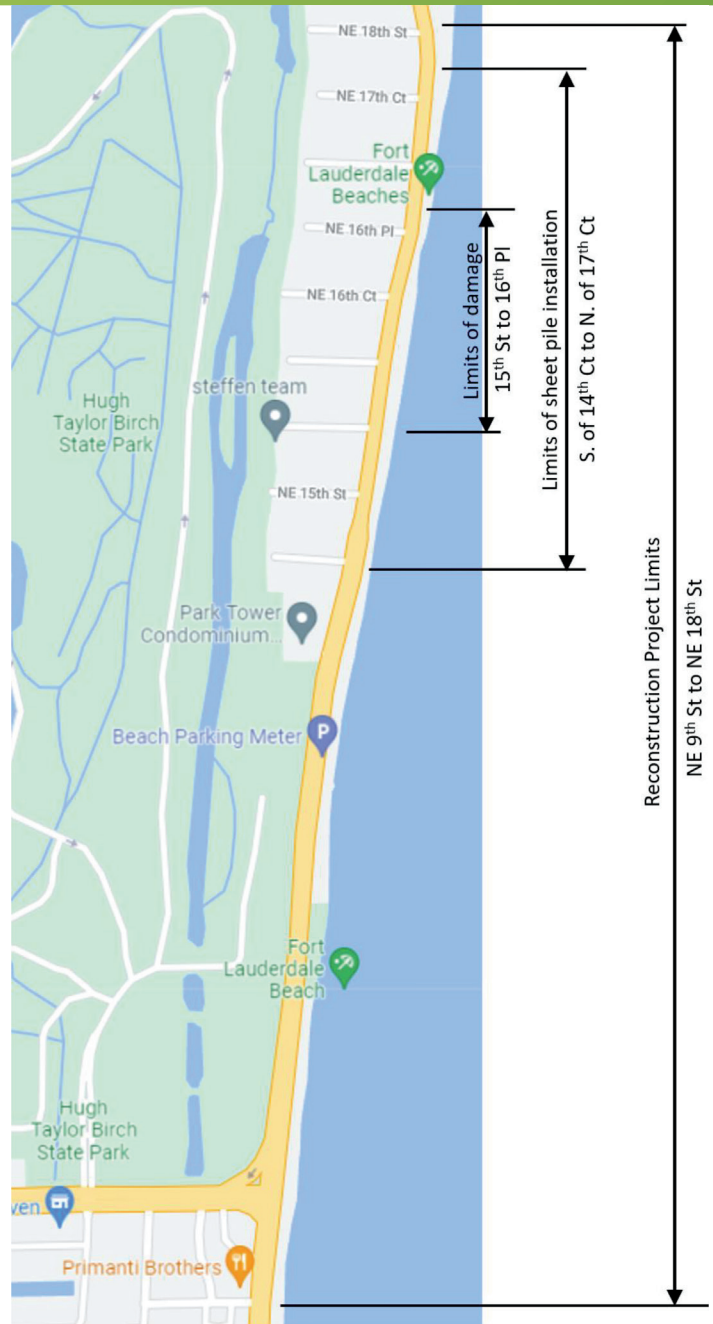 NE 18th St
NE 17th Ct
Fort
Lauderdale
Beaches
NE 16th Pl
NE 16th Ct
steffen team
Hugh
Taylor Birch
State Park
NE 15th St
Park Tower
Condominium...
Beach Parking Meter
P
Fort
Lauderdale
Beach
Hugh
Taylor Birch
State Park
ven
Primanti Brothers
Limits of damage
15th St to 16th Pl
Limits of sheet pile installation
S. of 14th Ct to N. of 17th Ct
Reconstruction Project Limits
NE 9th St to NE 18th St